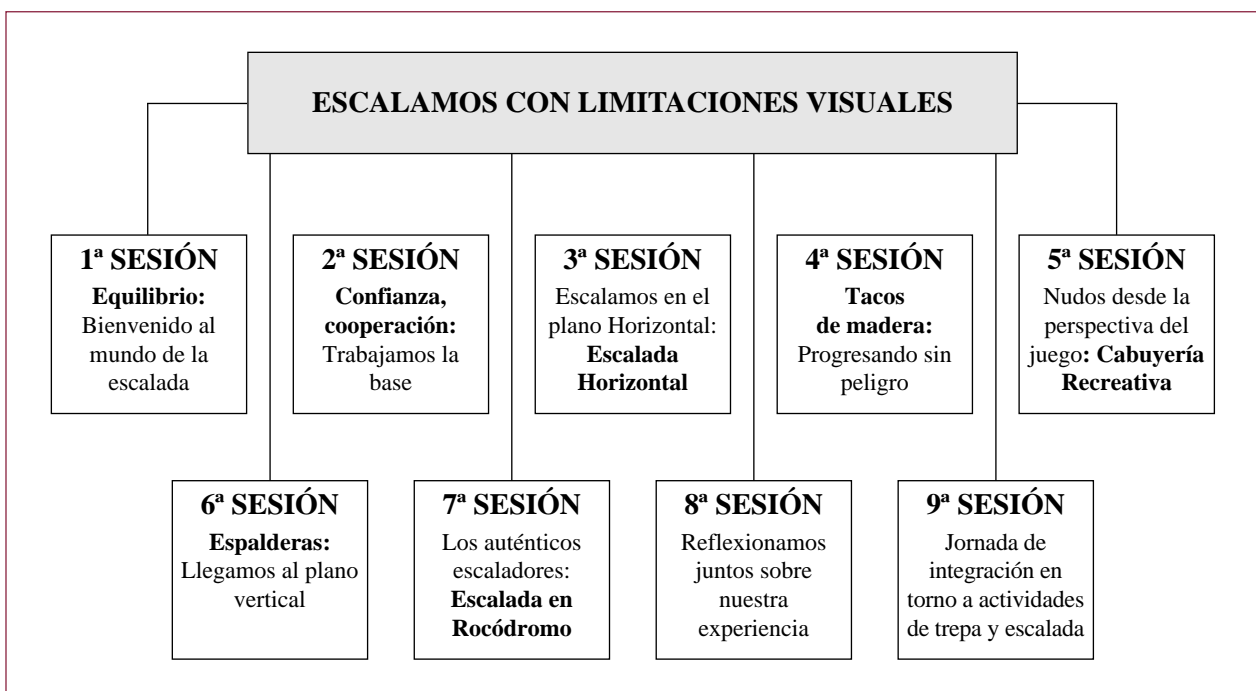 ESCALAMOS CON LIMITACIONES VISUALES
1ª SESIÓN
Equilibrio:
Bienvenido al
mundo de la
escalada
2ª SESIÓN
Confianza,
cooperación:
Trabajamos la
base
3ª SESIÓN
Escalamos en el
plano Horizontal:
Escalada
Horizontal
4ª SESIÓN
Tacos
de madera:
Progresando sin
peligro
5ª SESIÓN
Nudos desde la
perspectiva del
juego: Cabuyería
Recreativa
6ª SESIÓN
Espalderas:
Llegamos al plano
vertical
7ª SESIÓN
Los auténticos
escaladores:
Escalada en
Rocódromo
8ª SESIÓN
Reflexionamos
juntos sobre
nuestra
experiencia
9ª SESIÓN
Jornada de
integración en
torno a actividades
de trepa y escalada